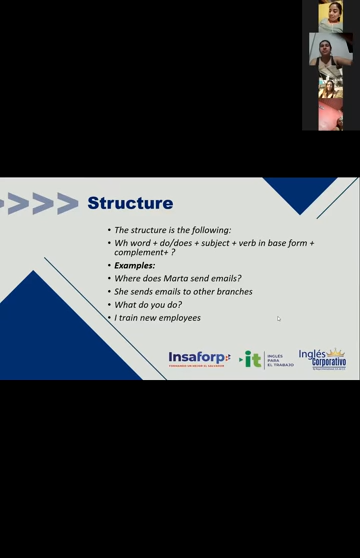 Structure
• The structure is the following:
• Wh word + do/does + subject + verb in base form +
complement+ ?
• Examples:
• Where does Marta send emails?
• She sends emails to other branches
• What do you do?
• I train new employees
Insaforp
it
INGLÉS
PARA
EL TRABAJO
Inglés
Corporativo